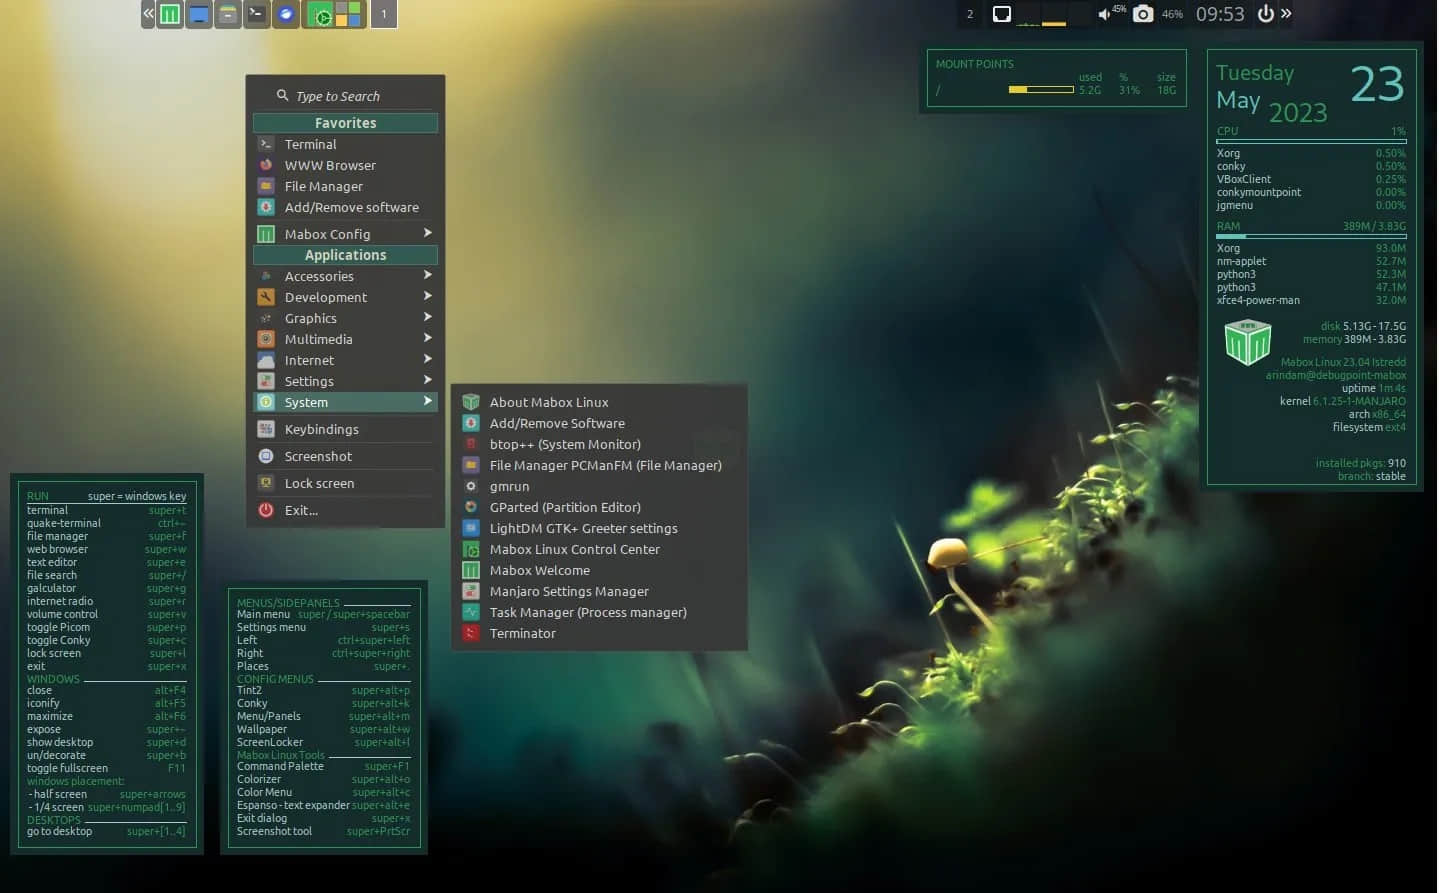 1
2
45%
46%
09:53
Type to Search
Favorites
Terminal
WWW Browser
File Manager
Add/Remove software
Mabox Config
Applications
Accessories
Development
Graphics
Multimedia
Internet
Settings
System
Keybindings
Screenshot
Lock screen
Exit...
About Mabox Linux
Add/Remove Software
btop++ (System Monitor)
File Manager PCManFM (File Manager)
gmrun
GParted (Partition Editor)
LightDM GTK+ Greeter settings
Mabox Linux Control Center
Mabox Welcome
Manjaro Settings Manager
Task Manager (Process manager)
Terminator
MOUNT POINTS
used % size
/ 5.2G 31% 18G
Tuesday
May 2023
23
CPU 1%
Xorg 0.50%
conky 0.50%
VBoxClient 0.25%
conkymountpoint 0.00%
jgmenu 0.00%
RAM 389M / 3.83G
Xorg 93.0M
nm-applet 52.7M
python3 52.3M
python3 47.1M
xfce4-power-man 32.0M
disk 5.13G - 17.5G
memory 389M - 3.83G
Mabox Linux 23.04 Istredd
arindam@debugpoint-mabox
uptime 1m 4s
kernel 6.1.25-1-MANJARO
arch x86_64
filesystem ext4
installed pkgs: 910
branch: stable
RUN super = windows key
terminal super+t
quake-terminal ctrl+~
file manager super+f
web browser super+w
text editor super+e
file search super+/
galculator super+g
internet radio super+r
volume control super+v
toggle Picom super+p
toggle Conky super+c
lock screen super+l
exit super+x
WINDOWS
close alt+F4
iconify alt+F5
maximize alt+F6
expose super+~
show desktop super+d
un/decorate super+b
toggle fullscreen F11
windows placement:
- half screen super+arrows
- 1/4 screen super+numpad[1..9]
DESKTOPS
go to desktop super+[1..4]
MENUS/SIDEPANELS
Main menu super / super+spacebar
Settings menu super+s
Left ctrl+super+left
Right ctrl+super+right
Places super+.
CONFIG MENUS
Tint2 super+alt+p
Conky super+alt+k
Menu/Panels super+alt+m
Wallpaper super+alt+w
ScreenLocker super+alt+l
Mabox Linux Tools
Command Palette super+F1
Colorizer super+alt+o
Color Menu super+alt+c
Espanso - text expander super+alt+e
Exit dialog super+x
Screenshot tool super+PrtScr